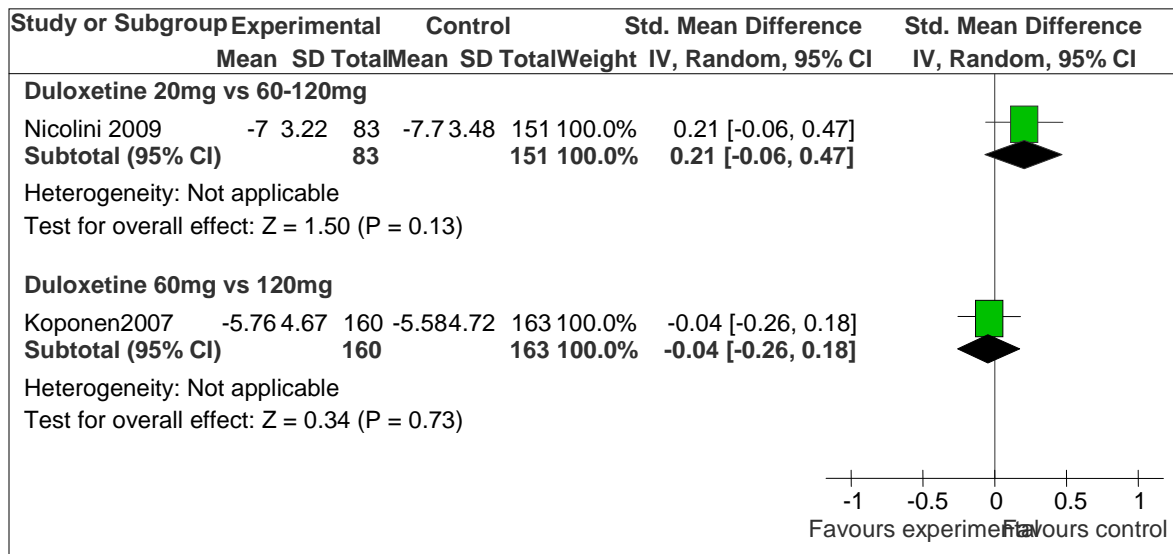 Study or Subgroup Experimental Control Std. Mean Difference Std. Mean Difference
Mean SD Total Mean SD Total Weight IV, Random, 95% CI IV, Random, 95% CI
Duloxetine 20mg vs 60-120mg
Nicolini 2009 -7 3.22 83 -7.7 3.48 151 100.0% 0.21 [-0.06, 0.47]
Subtotal (95% CI) 83 151 100.0% 0.21 [-0.06, 0.47]
Heterogeneity: Not applicable
Test for overall effect: Z = 1.50 (P = 0.13)
Duloxetine 60mg vs 120mg
Koponen2007 -5.76 4.67 160 -5.58 4.72 163 100.0% -0.04 [-0.26, 0.18]
Subtotal (95% CI) 160 163 100.0% -0.04 [-0.26, 0.18]
Heterogeneity: Not applicable
Test for overall effect: Z = 0.34 (P = 0.73)
-1 -0.5 0 0.5 1
Favours experimental Favours control